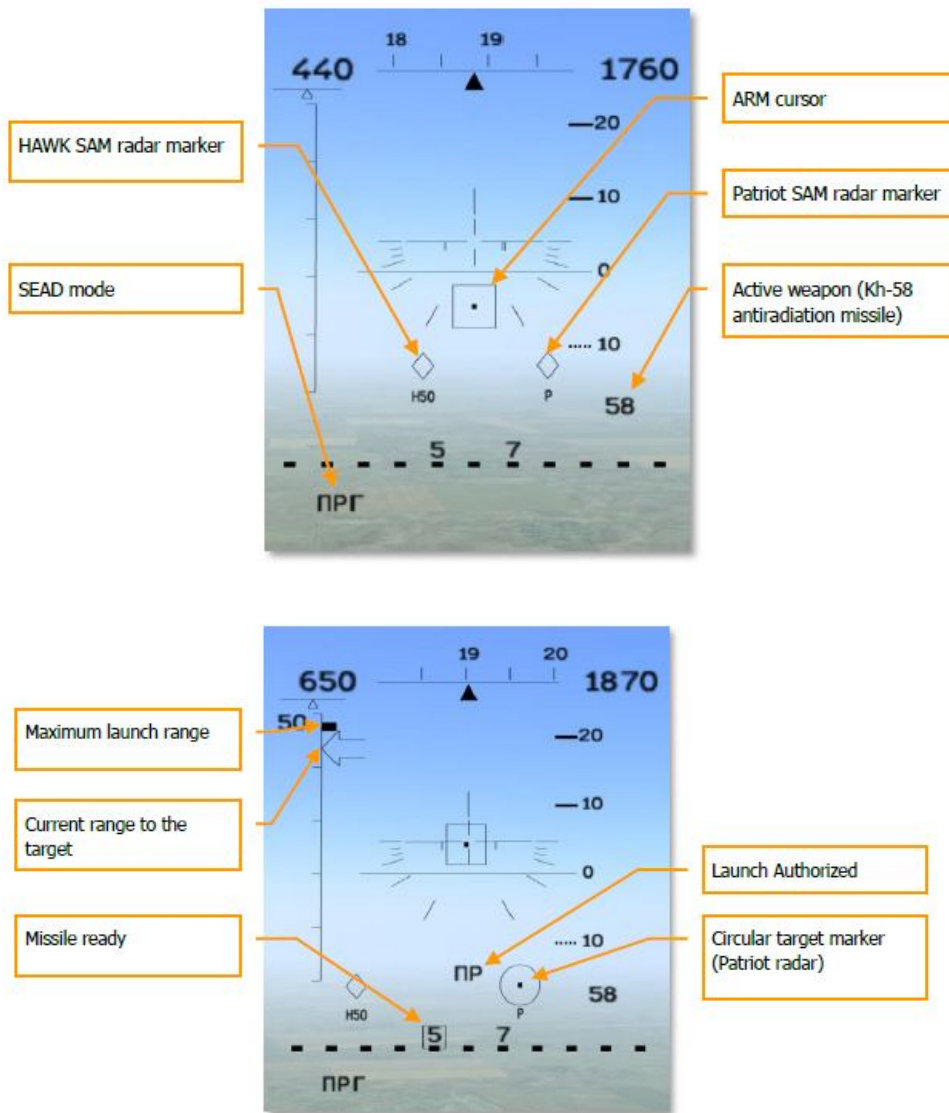 18 19
440 1760
ARM cursor
20
HAWK SAM radar marker
10
Patriot SAM radar marker
0
SEAD mode
Active weapon (Kh-58
antiradiation missile)
10
H50 P
58
5 7
ПРГ
19 20
650 1870
50
Maximum launch range
20
10
Current range to the
target
0
Launch Authorized
Missile ready
10
Circular target marker
(Patriot radar)
ПР
58
H50 P
5 7
ПРГ